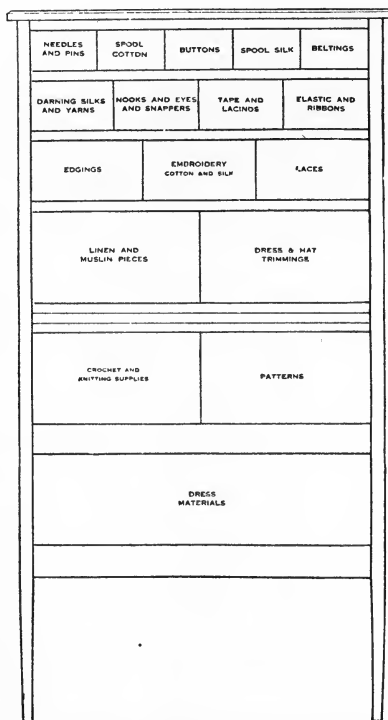 NEEDLES
AND PINS
SPOOL
COTTON
BUTTONS
SPOOL SILK
BELTINGS
DARNING SILKS
AND YARNS
NOOKS AND EYES
AND SNAPPERS
TAPE AND
LACINOS
ELASTIC AND
RIBBONS
EDGINGS
EMBROIDERY
COTTON AND SILK
LACES
LINEN AND
MUSLIN PIECES
DRESS & HAT
TRIMMINGS
CROCHET AND
KNITTING SUPPLIES
PATTERNS
DRESS
MATERIALS